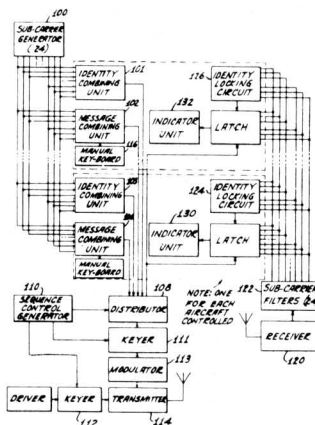 100
SUB-CARRIER
GENERATOR
(24)
101
IDENTITY
COMBINING
UNIT
102
MESSAGE
COMBINING
UNIT
116
MANUAL
KEY-BOARD
126
IDENTITY
LOCKING
CIRCUIT
132
INDICATOR
UNIT
LATCH
103
IDENTITY
COMBINING
UNIT
104
MESSAGE
COMBINING
UNIT
MANUAL
KEY-BOARD
124
IDENTITY
LOCKING
CIRCUIT
130
INDICATOR
UNIT
LATCH
110
SEQUENCE
CONTROL
GENERATOR
108
DISTRIBUTOR
NOTE: ONE
FOR EACH
AIRCRAFT
CONTROLLED
122
SUB-CARRIER
FILTERS (24)
KEYER
111
RECEIVER
120
MODULATOR
113
DRIVER
KEYER
112
TRANSMITTER
114